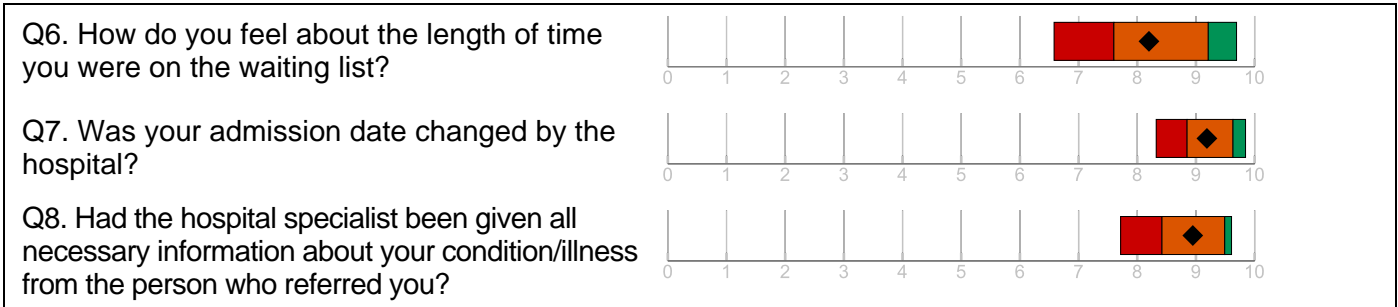 Q6. How do you feel about the length of time
you were on the waiting list?
0 1 2 3 4 5 6 7 8 9 10
Q7. Was your admission date changed by the
hospital?
0 1 2 3 4 5 6 7 8 9 10
Q8. Had the hospital specialist been given all
necessary information about your condition/illness
from the person who referred you?
0 1 2 3 4 5 6 7 8 9 10